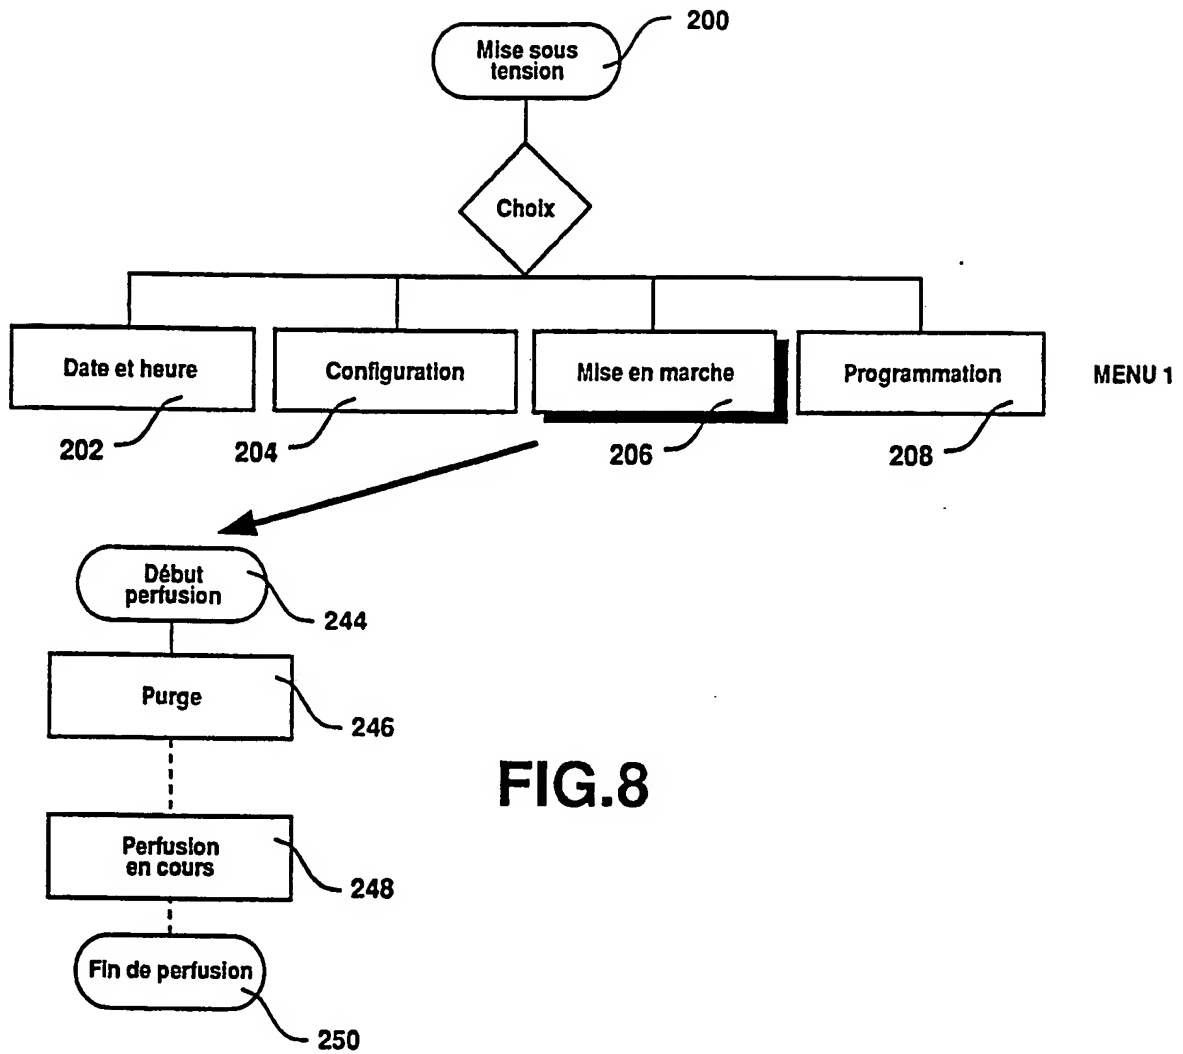 200
Mise sous
tension
Choix
Date et heure
Configuration
Mise en marche
Programmation
MENU 1
202
204
206
208
Début
perfusion
244
Purge
246
FIG.8
Perfusion
en cours
248
Fin de perfusion
250